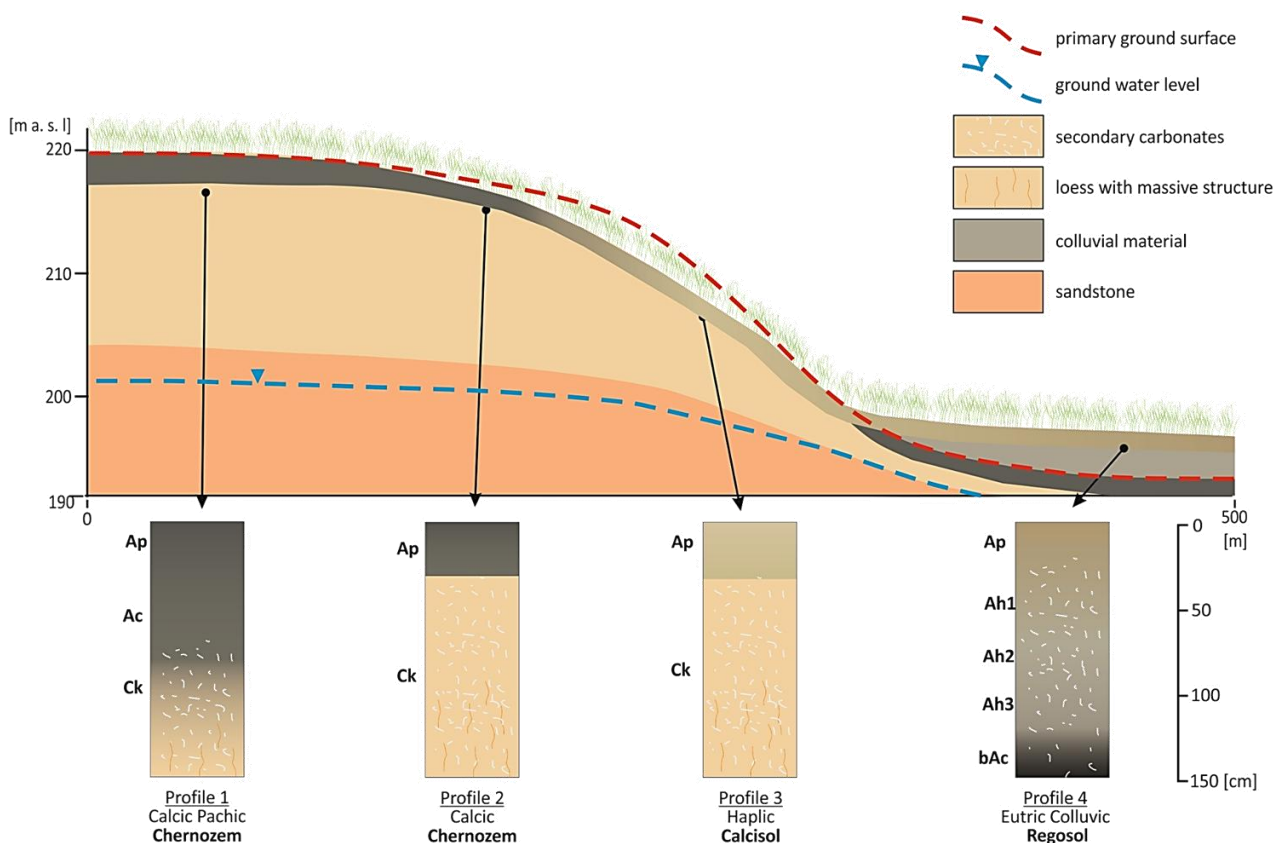 primary ground surface
ground water level
secondary carbonates
loess with massive structure
colluvial material
sandstone
[m a. s. l]
220
210
200
190
0
500
[m]
Ap
Ac
Ck
Ap
Ck
Ap
Ck
Ap
Ah1
Ah2
Ah3
bAc
0
50
100
150 [cm]
Profile 1
Calcic Pachic
Chernozem
Profile 2
Calcic
Chernozem
Profile 3
Haplic
Calcisol
Profile 4
Eutric Colluvic
Regosol